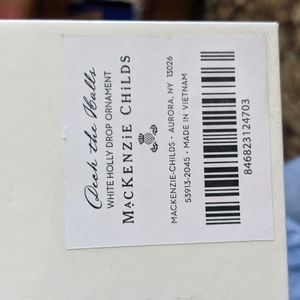 Deck the Halls
WHITE HOLLY DROP ORNAMENT
MACKENZIE-CHILDS
MACKENZIE-CHILDS · AURORA, NY 13026
53913-2045 · MADE IN VIETNAM
846823124703